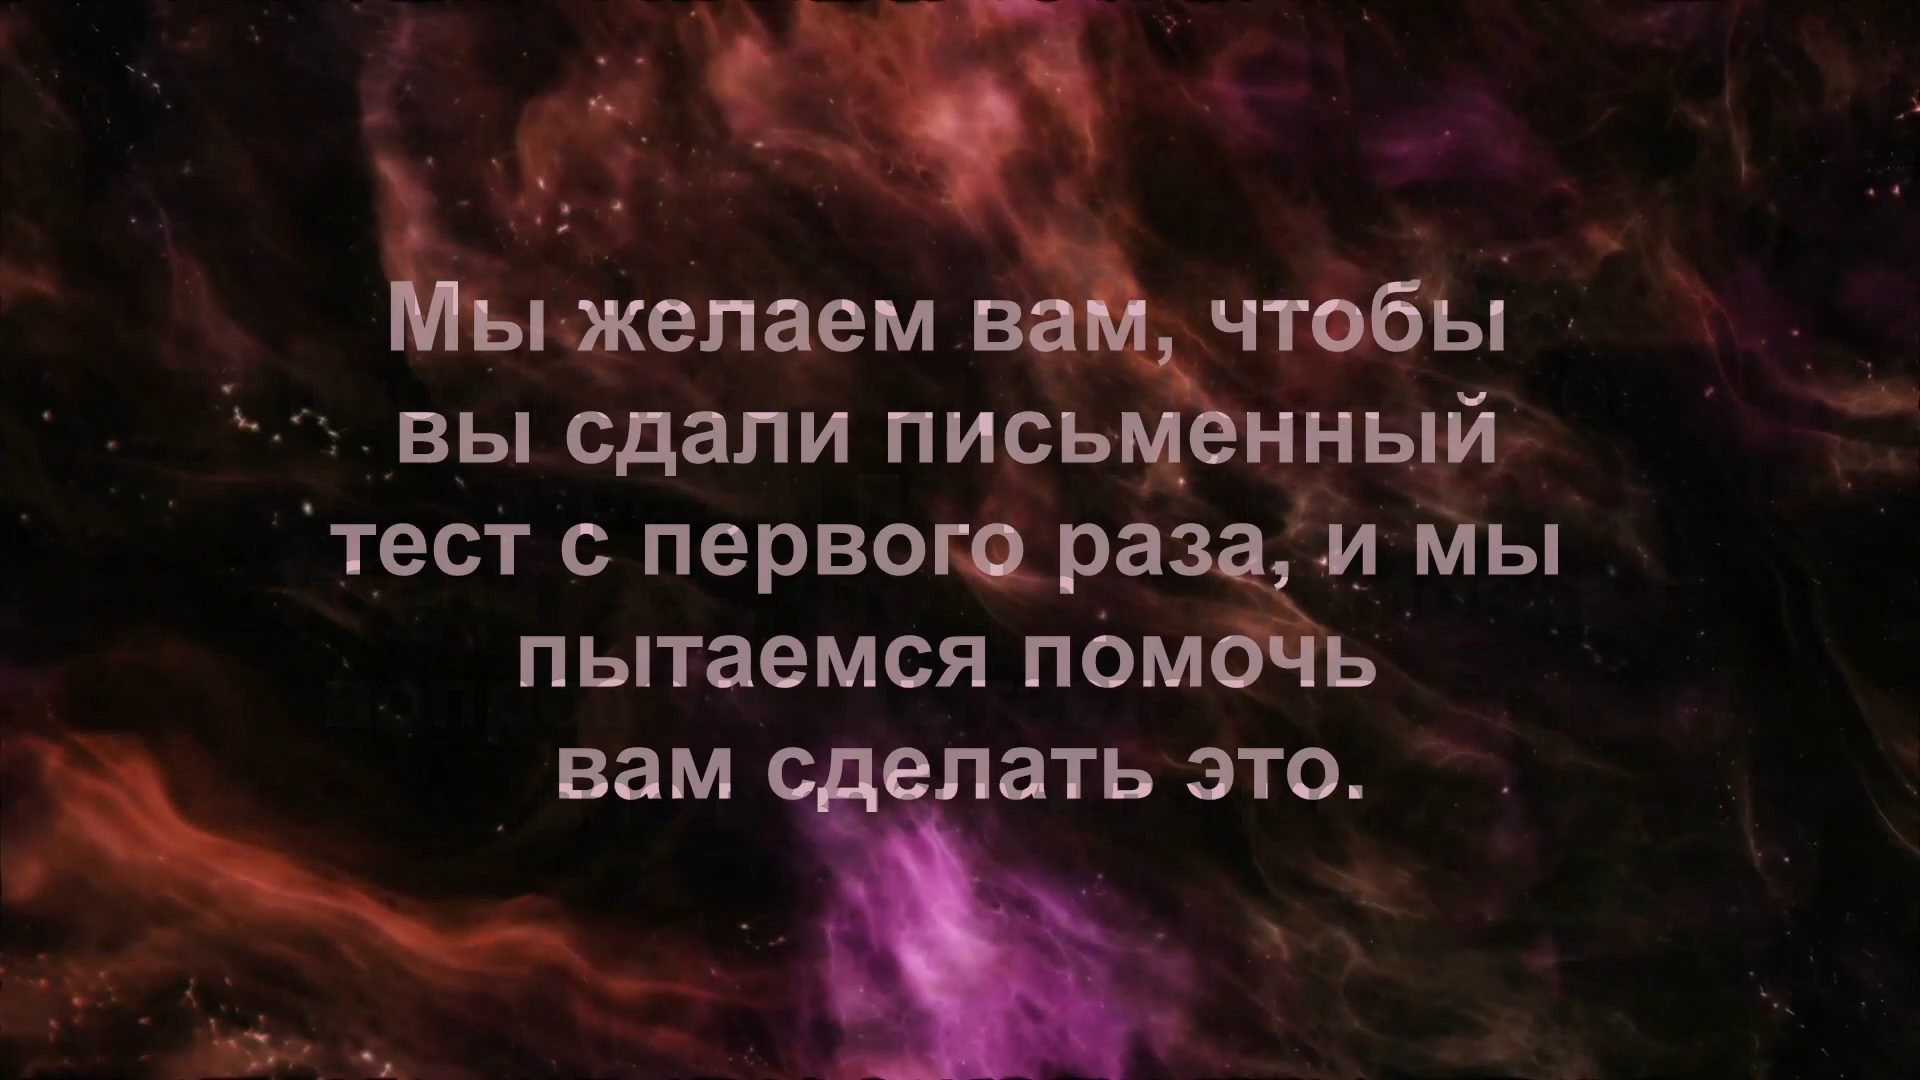 Мы желаем вам, чтобы
вы сдали письменный
тест с первого раза, и мы
пытаемся помочь
вам сделать это.